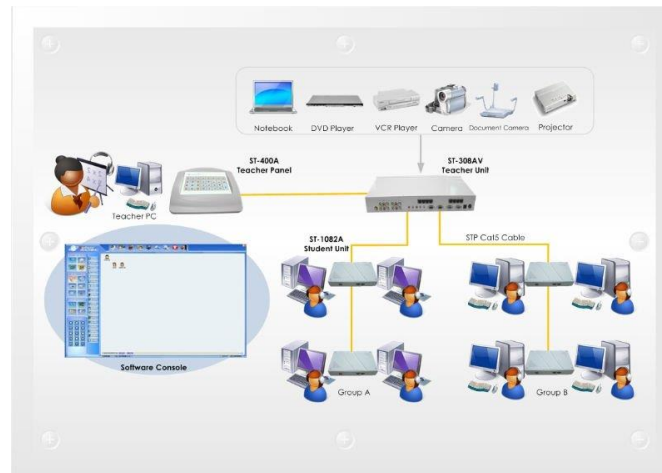 Notebook
DVD Player
VCR Player
Camera
Document Camera
Projector
ST-400A
Teacher Panel
ST-308AV
Teacher Unit
Teacher PC
ST-1082A
Student Unit
STP Cat5 Cable
Software Console
Group A
Group B